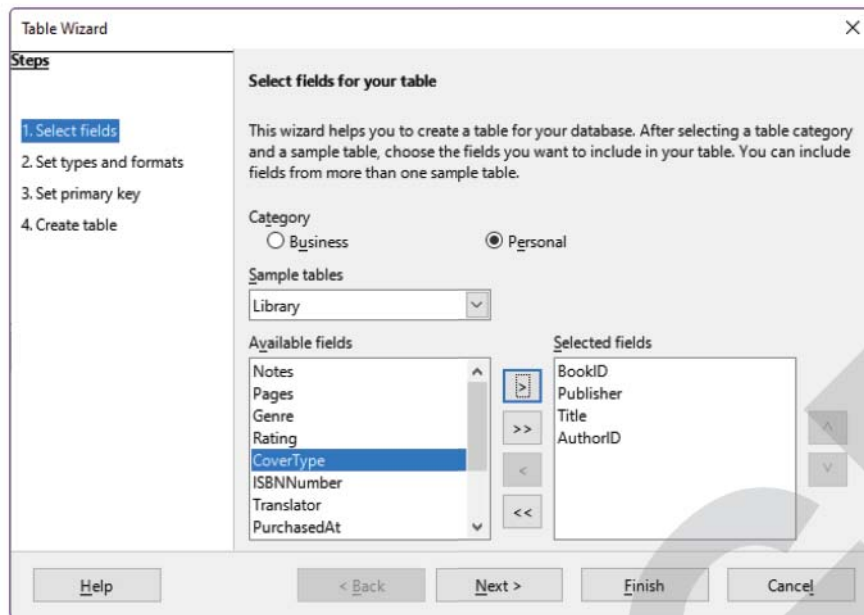 Table Wizard
Steps
1. Select fields
2. Set types and formats
3. Set primary key
4. Create table
Select fields for your table
This wizard helps you to create a table for your database. After selecting a table category
and a sample table, choose the fields you want to include in your table. You can include
fields from more than one sample table.
Category
Business
Personal
Sample tables
Library
Available fields
Notes
Pages
Genre
Rating
CoverType
ISBNNumber
Translator
PurchasedAt
>
>>
<
<<
Selected fields
BookID
Publisher
Title
AuthorID
Help
< Back
Next >
Finish
Cancel